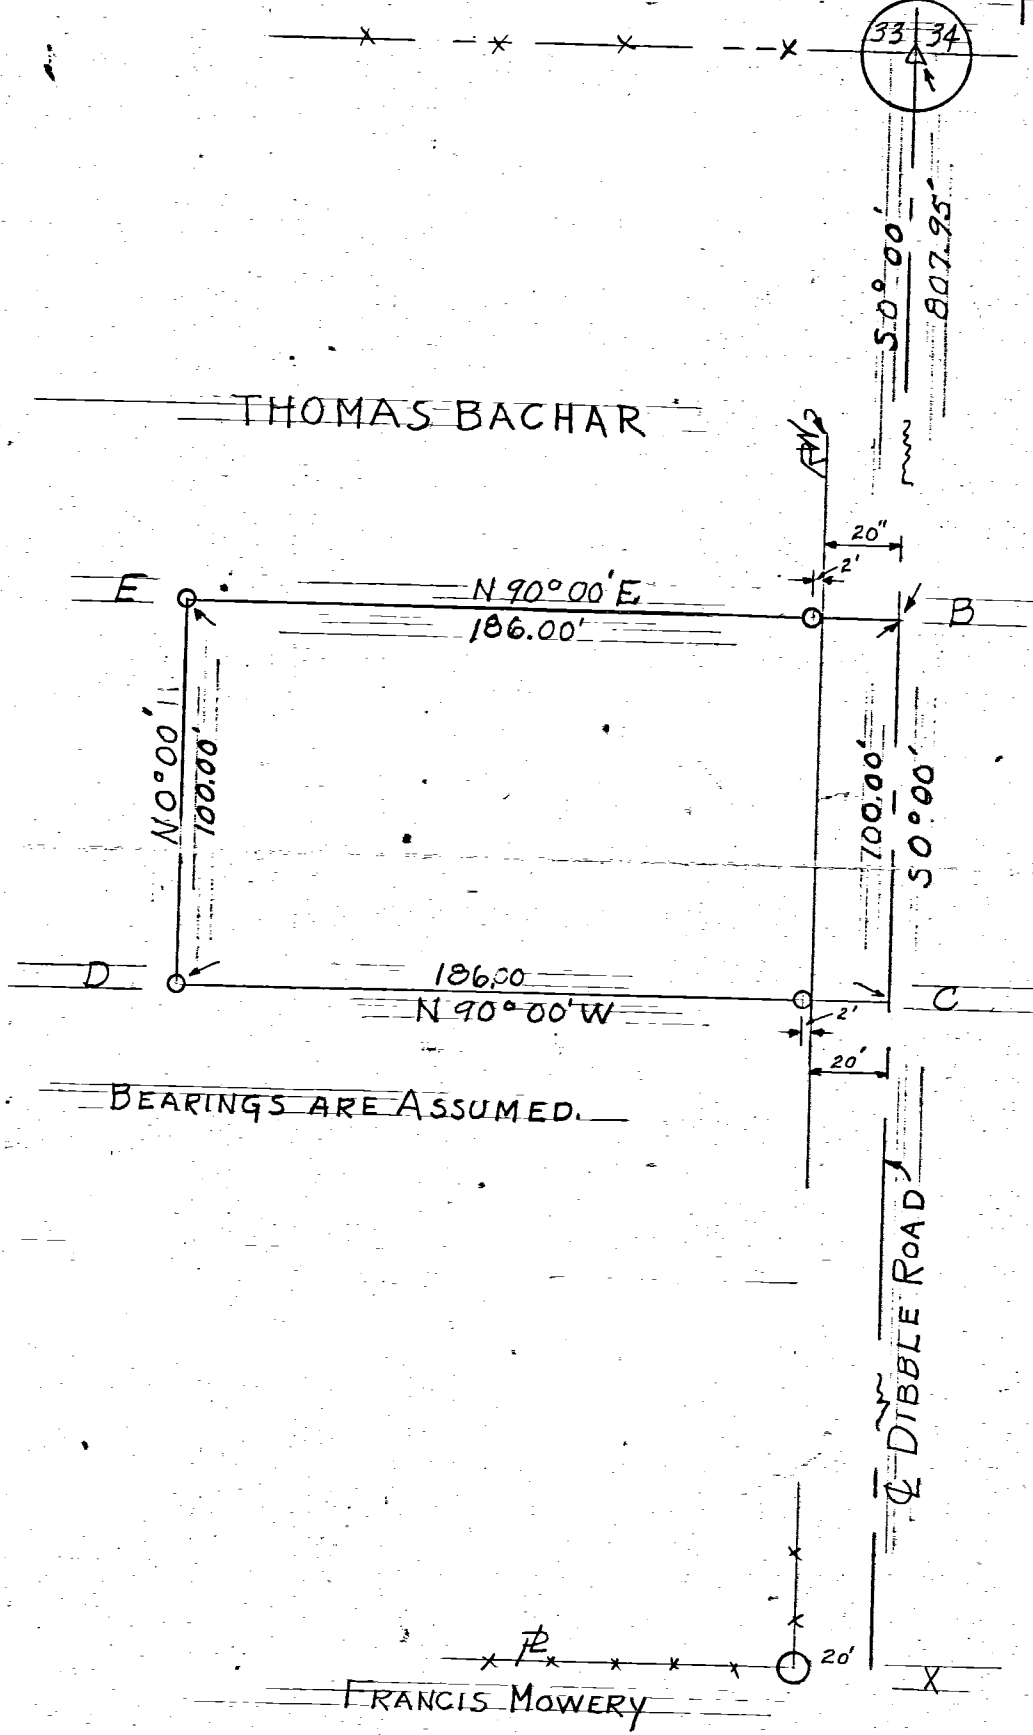 33 34
S 0° 00'
807.95'
THOMAS BACHAR
R/W
20"
2'
E
N 90° 00' E
186.00'
B
N 0° 00'
100.00'
100.00'
S 0° 00'
D
186.00
N 90° 00' W
C
2'
20'
BEARINGS ARE ASSUMED.
℄ DIBBLE ROAD
PL
20'
X
FRANCIS MOWERY